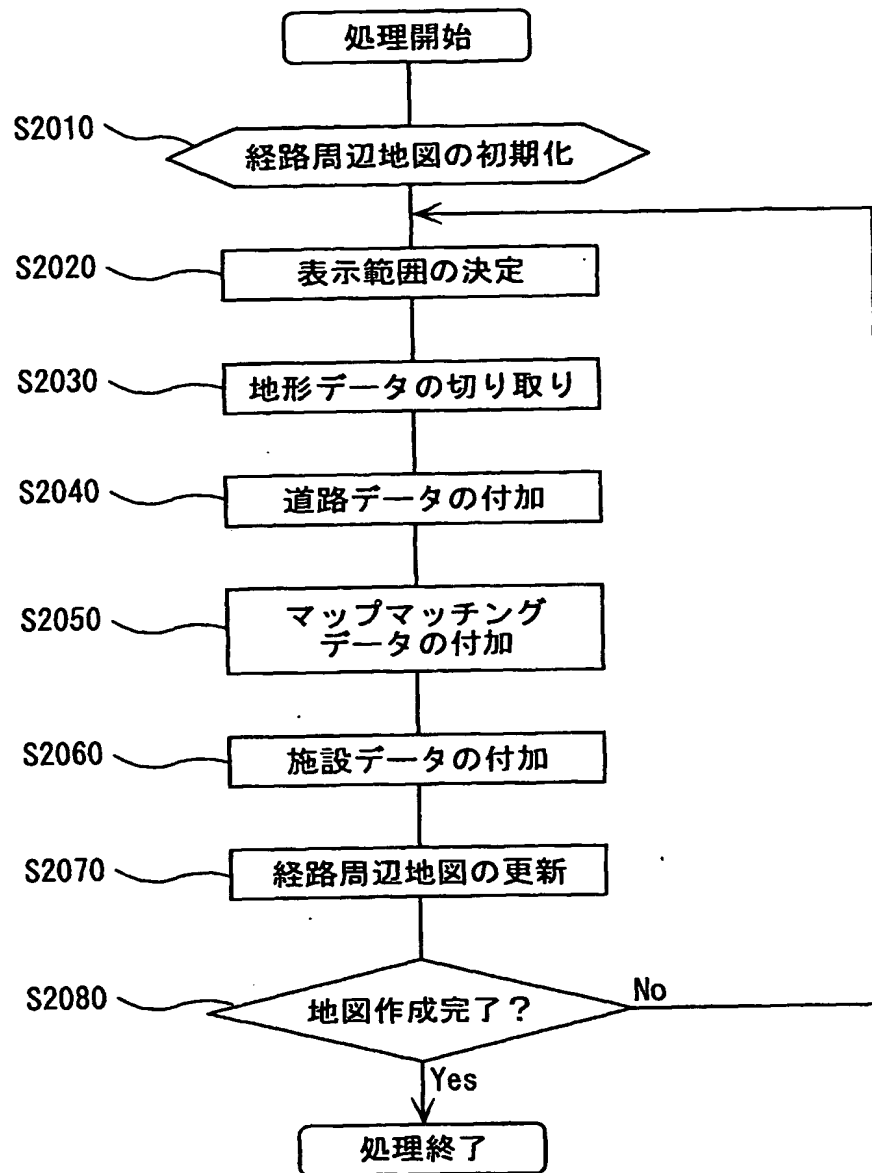 処理開始
S2010
経路周辺地図の初期化
S2020
表示範囲の決定
S2030
地形データの切り取り
S2040
道路データの付加
S2050
マップマッチング
データの付加
S2060
施設データの付加
S2070
経路周辺地図の更新
S2080
地図作成完了？
No
Yes
処理終了